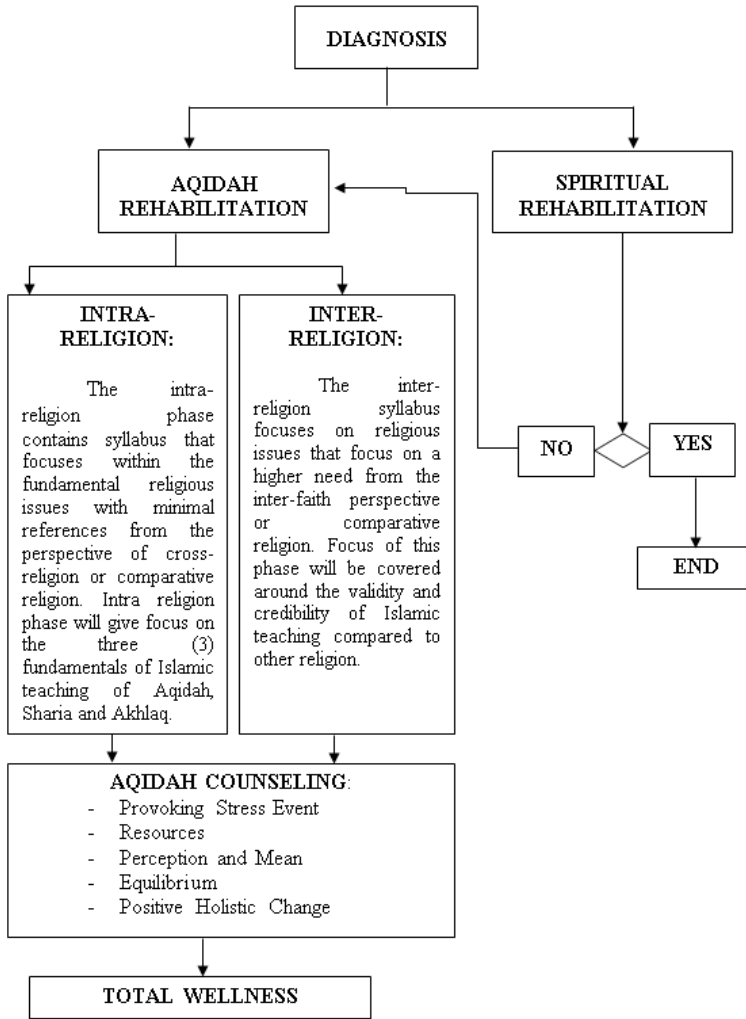 DIAGNOSIS
AQIDAH
REHABILITATION
SPIRITUAL
REHABILITATION
INTRA-
RELIGION:
The intra-
religion phase
contains syllabus that
focuses within the
fundamental religious
issues with minimal
references from the
perspective of cross-
religion or comparative
religion. Intra religion
phase will give focus on
the three (3)
fundamentals of Islamic
teaching of Aqidah,
Sharia and Akhlaq.
INTER-
RELIGION:
The inter-
religion syllabus
focuses on religious
issues that focus on a
higher need from the
inter-faith perspective
or comparative
religion. Focus of this
phase will be covered
around the validity and
credibility of Islamic
teaching compared to
other religion.
NO
YES
END
AQIDAH COUNSELING:
- Provoking Stress Event
- Resources
- Perception and Mean
- Equilibrium
- Positive Holistic Change
TOTAL WELLNESS